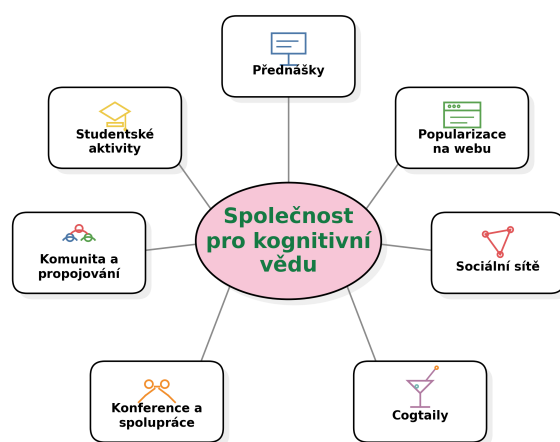 Přednášky
Studentské
aktivity
Popularizace
na webu
Společnost
pro kognitivní
vědu
Komunita a
propojování
Sociální sítě
Konference a
spolupráce
Cogtaily